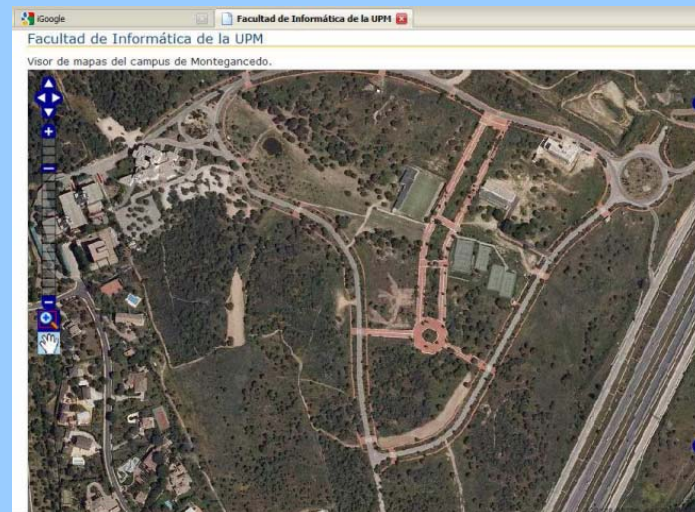 iGoogle
Facultad de Informática de la UPM
Facultad de Informática de la UPM
Visor de mapas del campus de Montegancedo.